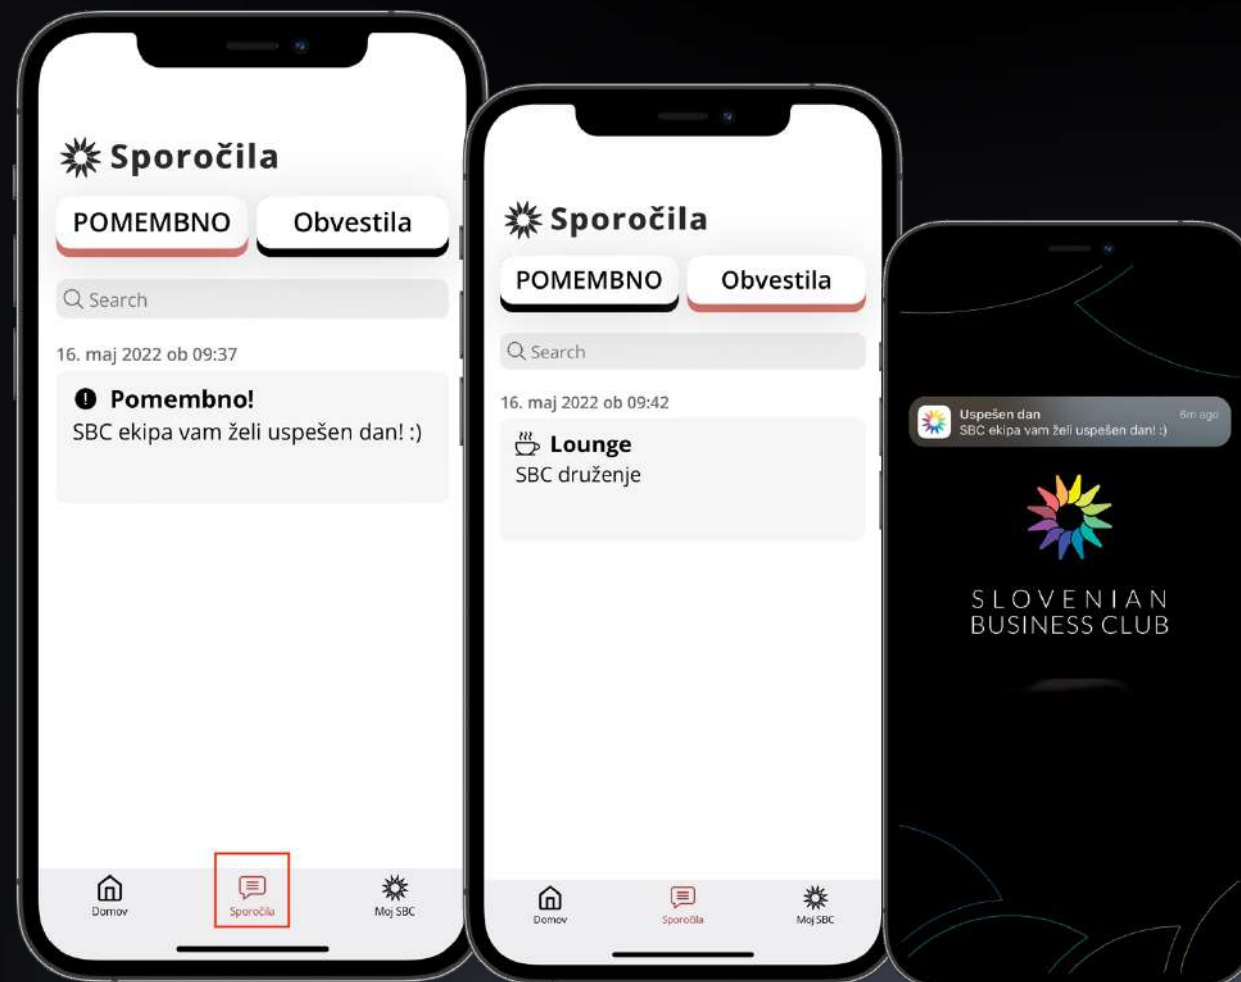 Sporočila
POMEMBNO
Obvestila
Search
16. maj 2022 ob 09:37
Pomembno!
SBC ekipa vam želi uspešen dan! :)
Domov
Sporočila
Moj SBC
Sporočila
POMEMBNO
Obvestila
Search
16. maj 2022 ob 09:42
Lounge
SBC druženje
Domov
Sporočila
Moj SBC
Uspešen dan
6m ago
SBC ekipa vam želi uspešen dan! :)
SLOVENIAN
BUSINESS CLUB